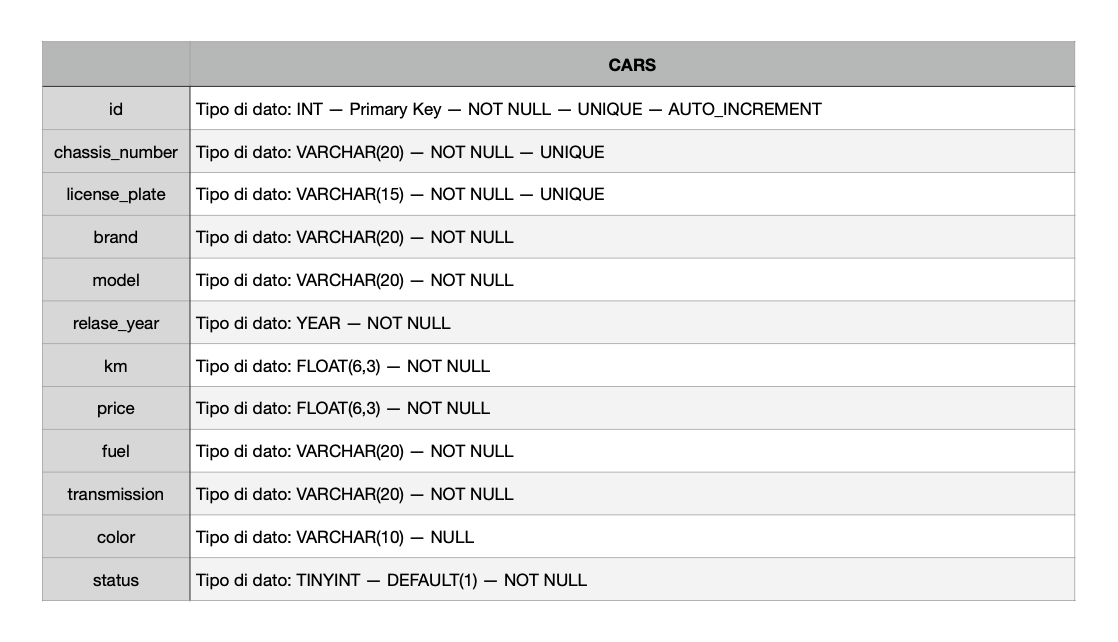 CARS
id Tipo di dato: INT — Primary Key — NOT NULL — UNIQUE — AUTO_INCREMENT
chassis_number Tipo di dato: VARCHAR(20) — NOT NULL — UNIQUE
license_plate Tipo di dato: VARCHAR(15) — NOT NULL — UNIQUE
brand Tipo di dato: VARCHAR(20) — NOT NULL
model Tipo di dato: VARCHAR(20) — NOT NULL
relase_year Tipo di dato: YEAR — NOT NULL
km Tipo di dato: FLOAT(6,3) — NOT NULL
price Tipo di dato: FLOAT(6,3) — NOT NULL
fuel Tipo di dato: VARCHAR(20) — NOT NULL
transmission Tipo di dato: VARCHAR(20) — NOT NULL
color Tipo di dato: VARCHAR(10) — NULL
status Tipo di dato: TINYINT — DEFAULT(1) — NOT NULL